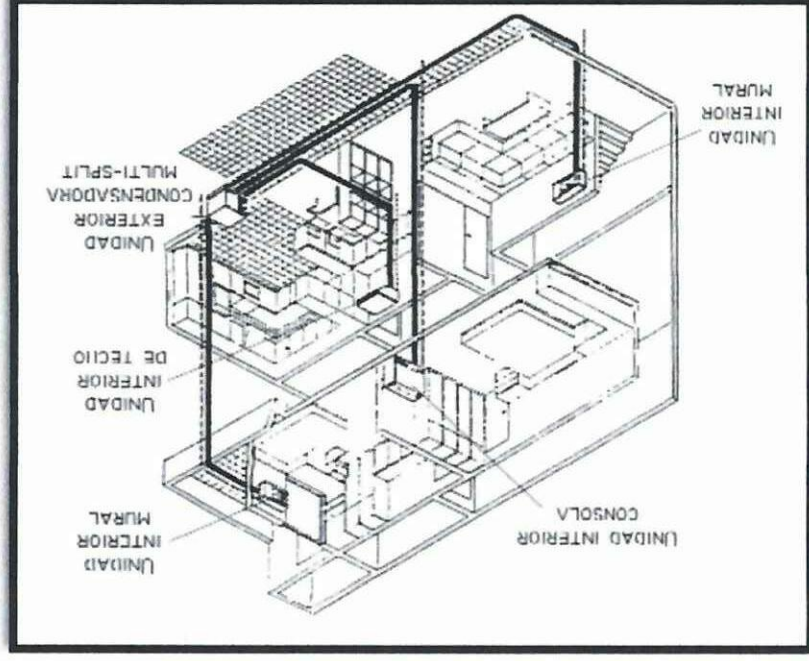 UNIDAD INTERIOR
CONSOLA
UNIDAD
INTERIOR
MURAL
UNIDAD
INTERIOR
DE TECHO
UNIDAD
EXTERIOR
CONDENSADORA
MULTI-SPLIT
UNIDAD
INTERIOR
MURAL